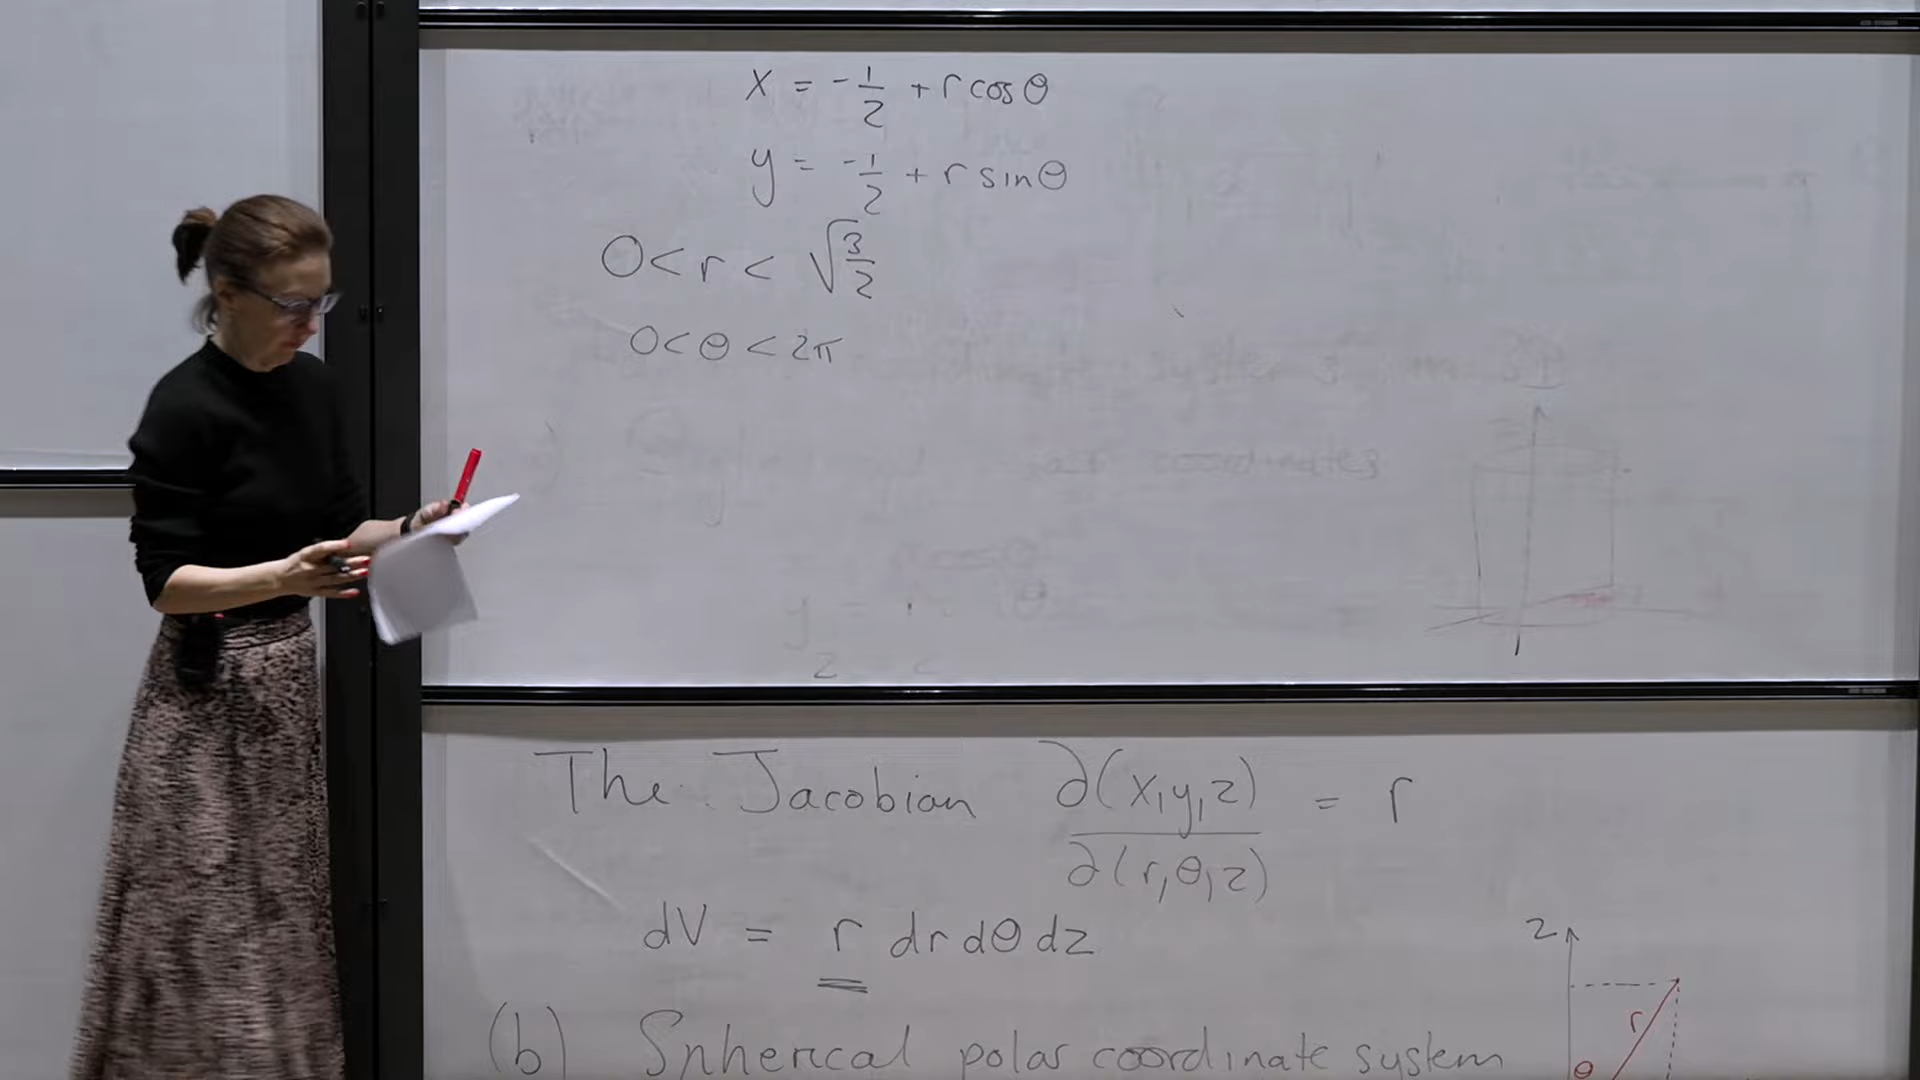 x = -1/2 + r cos θ
y = -1/2 + r sin θ
0 < r < √(3/2)
0 < θ < 2π
The Jacobian ∂(x,y,z)/∂(r,θ,z) = r
dV = r dr dθ dz
z
r
θ
(b) Spherical polar coordinate system